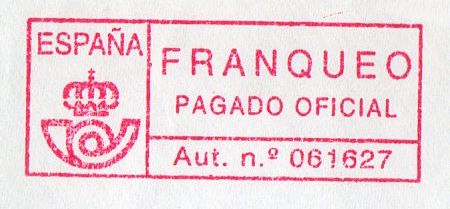 ESPAÑA
FRANQUEO
PAGADO OFICIAL
Aut. n.º 061627